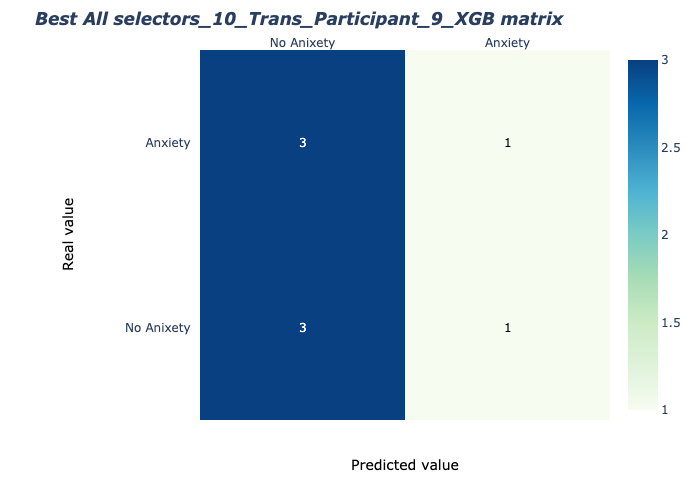 Best All selectors_10_Trans_Participant_9_XGB matrix
No Anixety
Anxiety
3
Anxiety
3
1
2.5
Real value
2
1.5
No Anixety
3
1
1
Predicted value